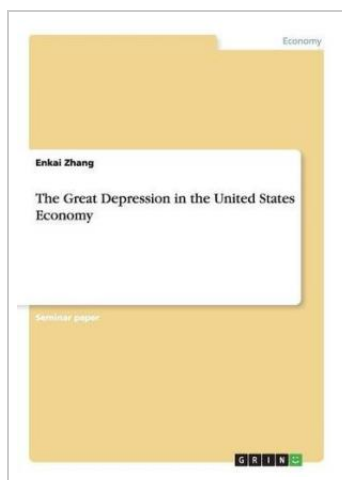 Economy
Enkai Zhang
The Great Depression in the United States
Economy
Seminar paper
GRIN